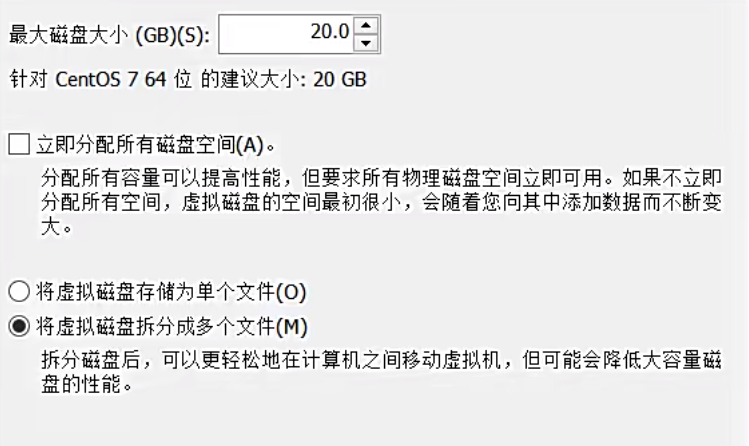 最大磁盘大小 (GB)(S): 20.0
针对 CentOS 7 64 位 的建议大小: 20 GB
立即分配所有磁盘空间(A)。
分配所有容量可以提高性能，但要求所有物理磁盘空间立即可用。如果不立即
分配所有空间，虚拟磁盘的空间最初很小，会随着您向其中添加数据而不断变
大。
将虚拟磁盘存储为单个文件(O)
将虚拟磁盘拆分成多个文件(M)
拆分磁盘后，可以更轻松地在计算机之间移动虚拟机，但可能会降低大容量磁
盘的性能。